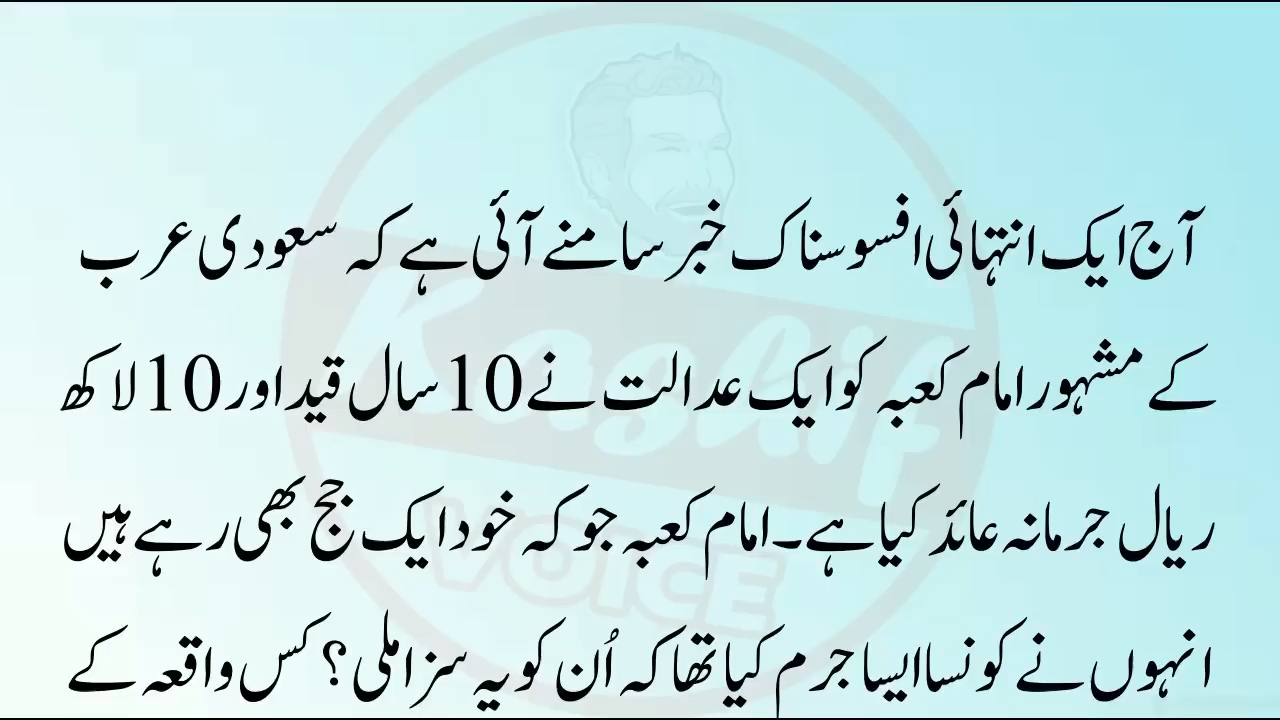 آج ایک انتہائی افسوسناک خبر سامنے آئی ہے کہ سعودی عرب
کے مشہور امام کعبہ کو ایک عدالت نے 10 سال قید اور 10 لاکھ
ریال جرمانہ عائد کیا ہے۔ امام کعبہ جو کہ خود ایک جج بھی رہے ہیں
انہوں نے کونسا ایسا جرم کیا تھا کہ اُن کو یہ سزا ملی؟ کس واقعہ کے
Kashif
VOICE